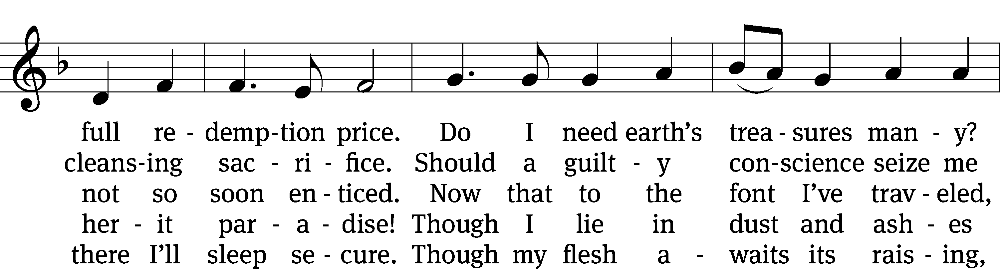 full re - demp-tion price. Do I need earth’s trea - sures man - y?
cleans-ing sac - ri - fice. Should a guilt - y con-science seize me
not so soon en - ticed. Now that to the font I’ve trav - eled,
her - it par - a - dise! Though I lie in dust and ash - es
there I’ll sleep se - cure. Though my flesh a - waits its rais - ing,